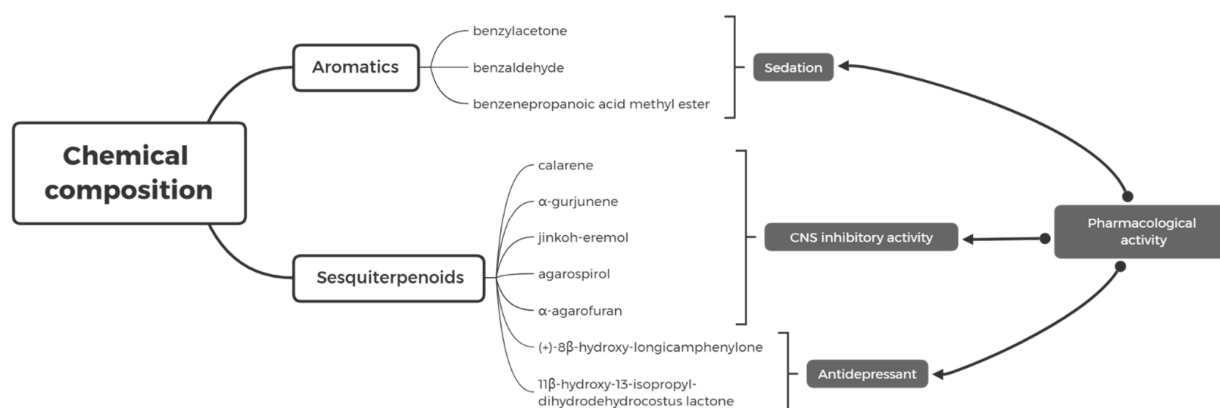 Chemical
composition
Aromatics
benzylacetone
benzaldehyde
benzenepropanoic acid methyl ester
Sedation
Sesquiterpenoids
calarene
α-gurjunene
jinkoh-eremol
agarospirol
α-agarofuran
CNS inhibitory activity
(+)-8β-hydroxy-longicamphenylone
11β-hydroxy-13-isopropyl-
dihydrodehydrocostus lactone
Antidepressant
Pharmacological
activity